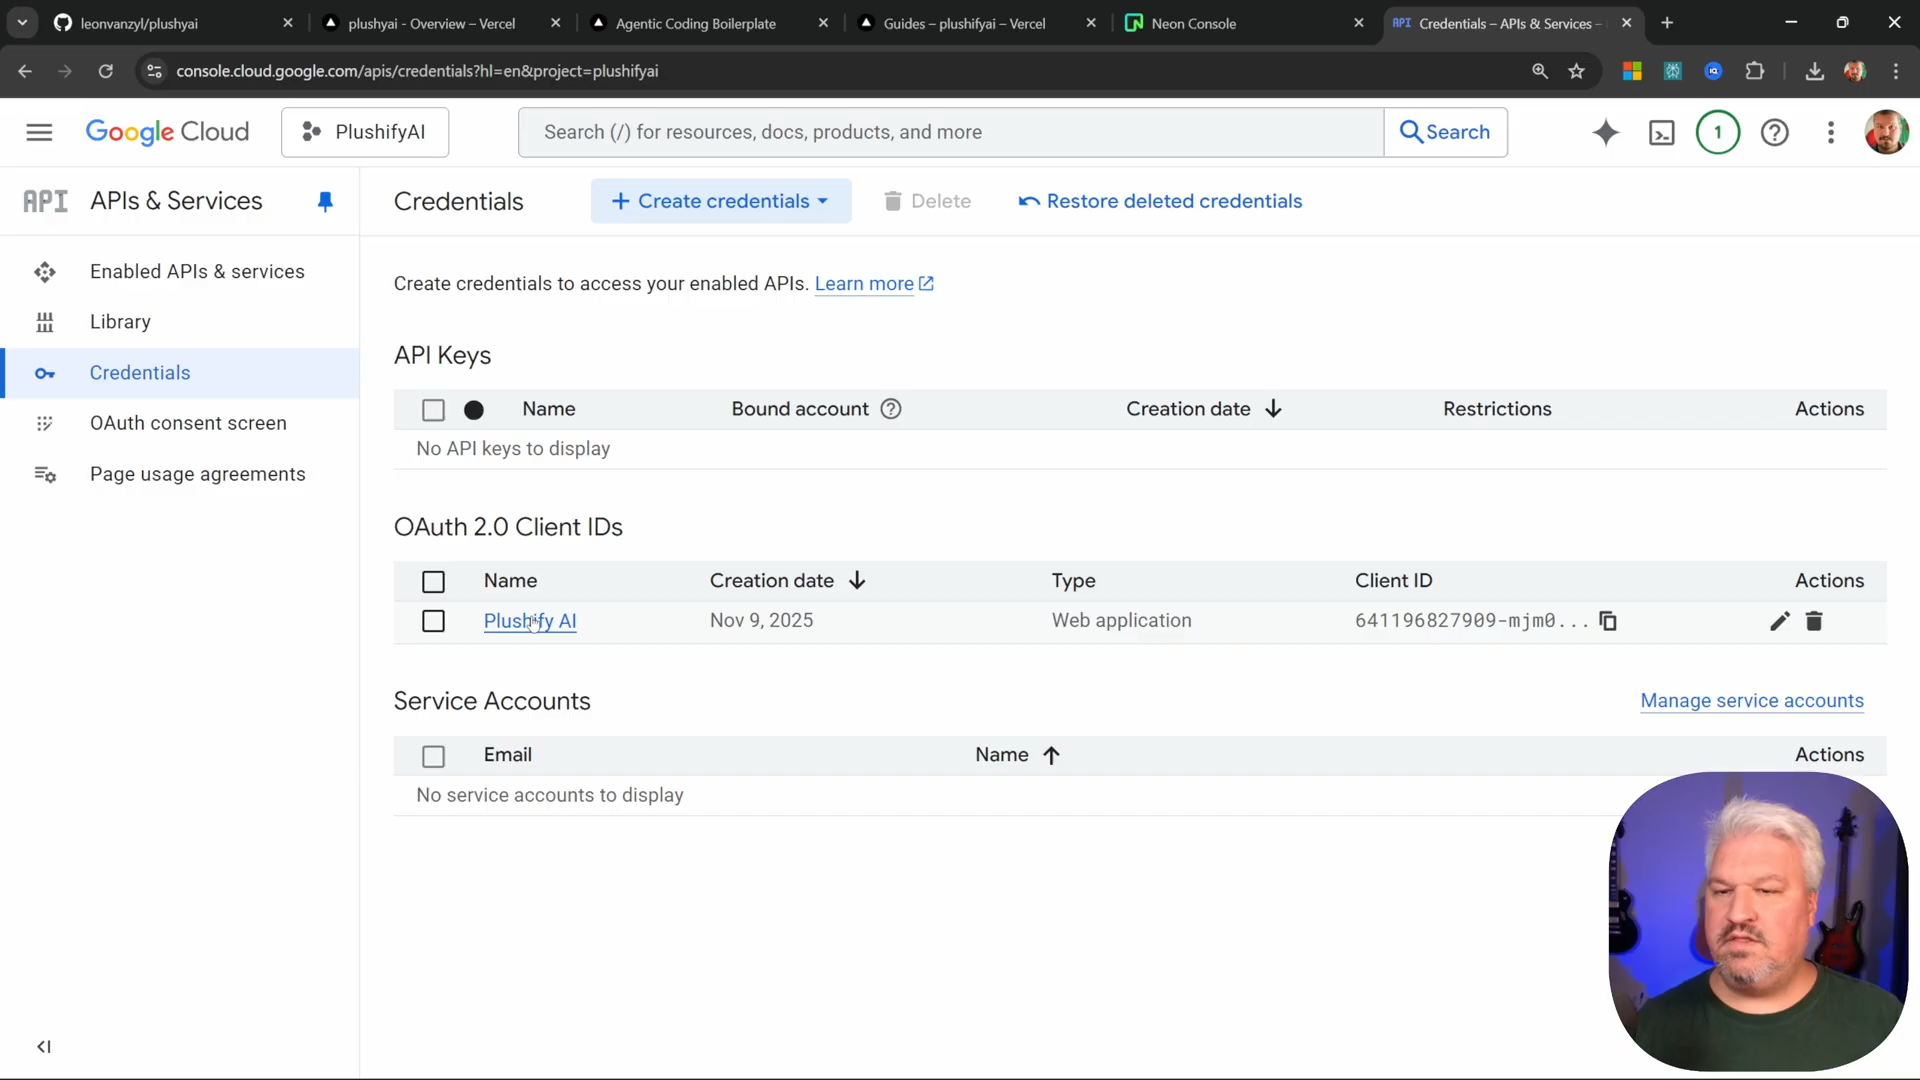 leonvanzyl/plushyai
plushyai - Overview – Vercel
Agentic Coding Boilerplate
Guides – plushifyai – Vercel
Neon Console
API
Credentials – APIs & Services –
console.cloud.google.com/apis/credentials?hl=en&project=plushifyai
Google Cloud
PlushifyAI
Search (/) for resources, docs, products, and more
Search
1
API
APIs & Services
Credentials
Create credentials
Delete
Restore deleted credentials
Enabled APIs & services
Library
Credentials
OAuth consent screen
Page usage agreements
Create credentials to access your enabled APIs. Learn more
API Keys
Name
Bound account
Creation date
Restrictions
Actions
No API keys to display
OAuth 2.0 Client IDs
Name
Creation date
Type
Client ID
Actions
Plushify AI
Nov 9, 2025
Web application
641196827909-mjm0...
Service Accounts
Manage service accounts
Email
Name
Actions
No service accounts to display